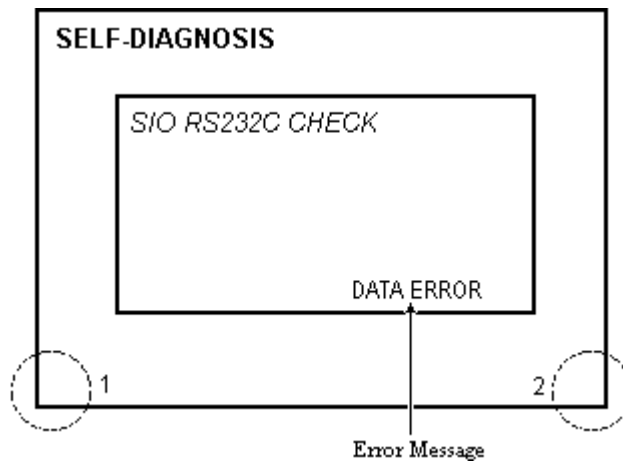 SELF-DIAGNOSIS
SIO RS232C CHECK
DATA ERROR
1
2
Error Message